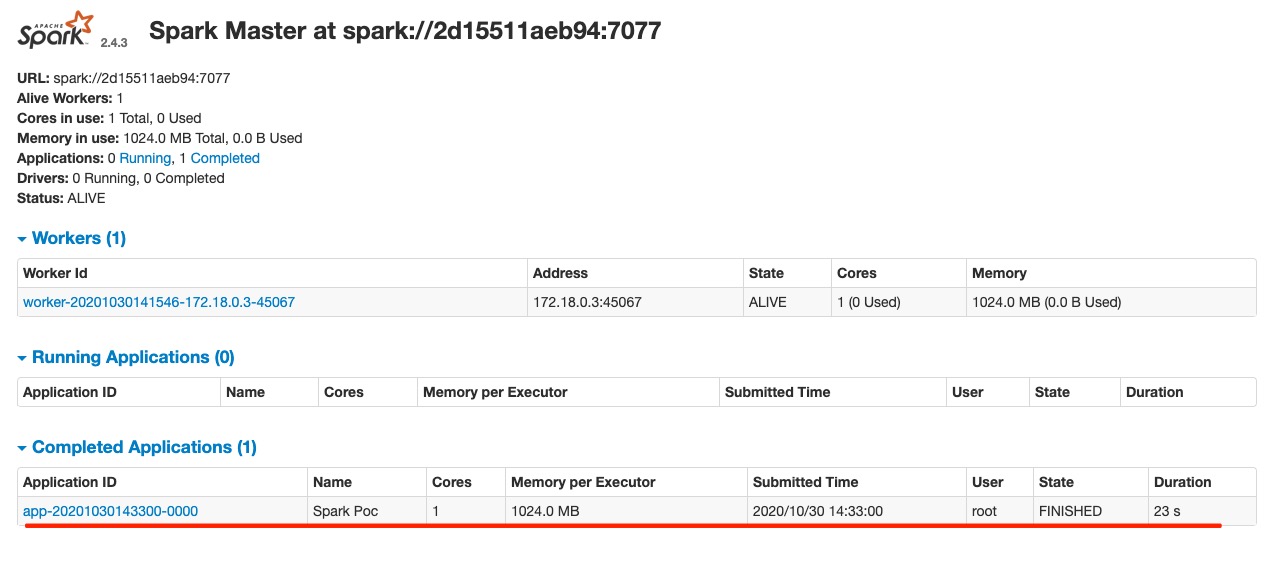 APACHE Spark 2.4.3 Spark Master at spark://2d15511aeb94:7077
URL: spark://2d15511aeb94:7077
Alive Workers: 1
Cores in use: 1 Total, 0 Used
Memory in use: 1024.0 MB Total, 0.0 B Used
Applications: 0 Running, 1 Completed
Drivers: 0 Running, 0 Completed
Status: ALIVE
Workers (1)
Worker Id Address State Cores Memory
worker-20201030141546-172.18.0.3-45067 172.18.0.3:45067 ALIVE 1 (0 Used) 1024.0 MB (0.0 B Used)
Running Applications (0)
Application ID Name Cores Memory per Executor Submitted Time User State Duration
Completed Applications (1)
Application ID Name Cores Memory per Executor Submitted Time User State Duration
app-20201030143300-0000 Spark Poc 1 1024.0 MB 2020/10/30 14:33:00 root FINISHED 23 s